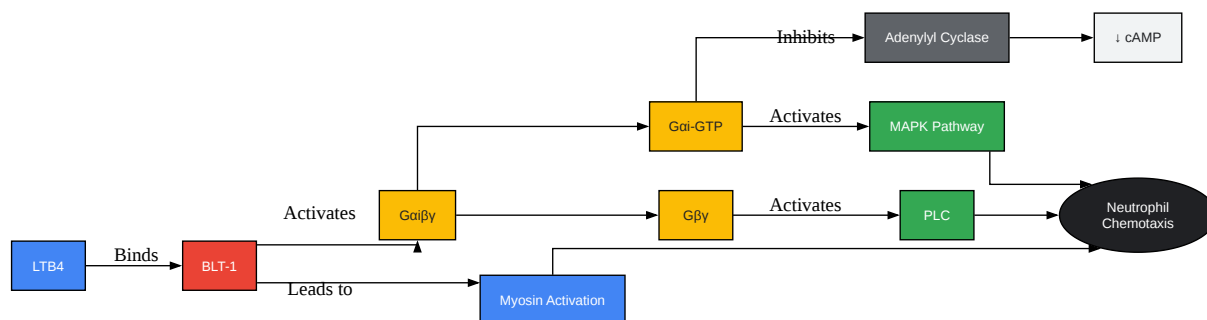 Inhibits
Adenylyl Cyclase
↓ cAMP
Gαi-GTP
Activates
MAPK Pathway
Activates
Gαiβγ
Gβγ
Activates
PLC
Neutrophil
Chemotaxis
LTB4
Binds
BLT-1
Leads to
Myosin Activation